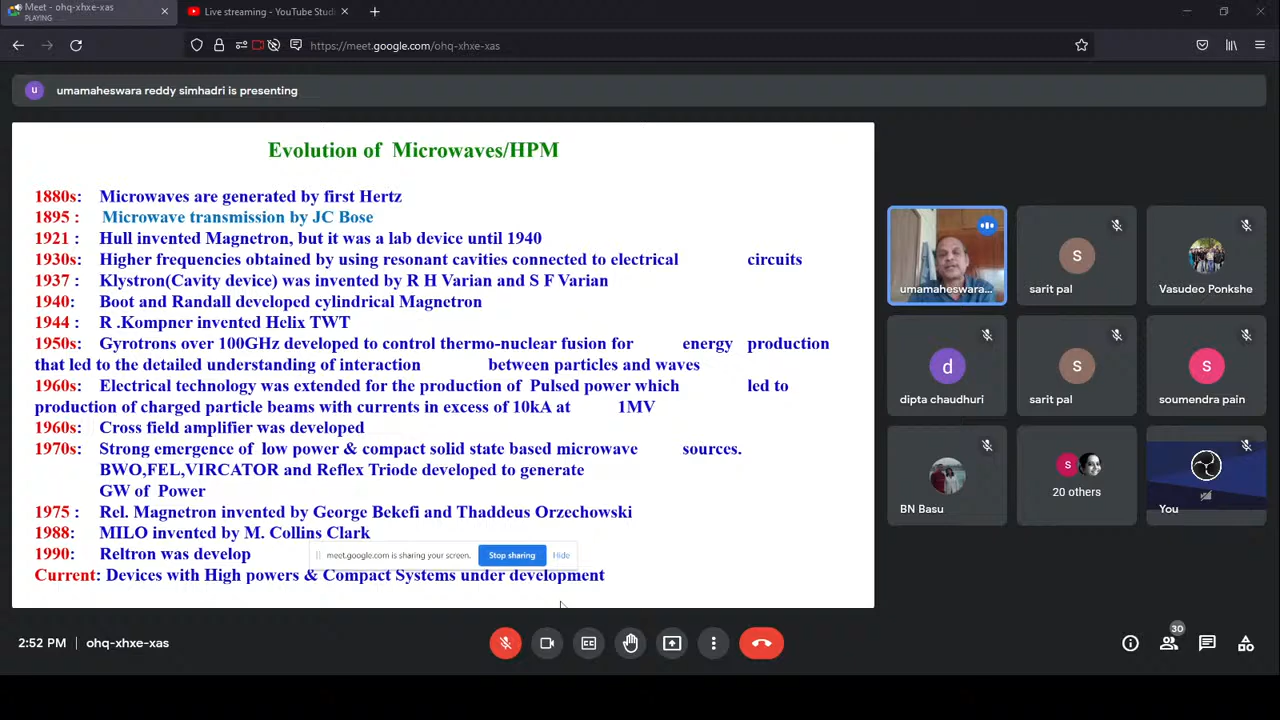 Meet - ohq-xhxe-xas
PLAYING
Live streaming - YouTube Studi
https://meet.google.com/ohq-xhxe-xas
u
umamaheswara reddy simhadri is presenting
Evolution of Microwaves/HPM
1880s: Microwaves are generated by first Hertz
1895 : Microwave transmission by JC Bose
1921 : Hull invented Magnetron, but it was a lab device until 1940
1930s: Higher frequencies obtained by using resonant cavities connected to electrical circuits
1937 : Klystron(Cavity device) was invented by R H Varian and S F Varian
1940: Boot and Randall developed cylindrical Magnetron
1944 : R .Kompner invented Helix TWT
1950s: Gyrotrons over 100GHz developed to control thermo-nuclear fusion for energy production
that led to the detailed understanding of interaction between particles and waves
1960s: Electrical technology was extended for the production of Pulsed power which led to
production of charged particle beams with currents in excess of 10kA at 1MV
1960s: Cross field amplifier was developed
1970s: Strong emergence of low power & compact solid state based microwave sources.
BWO,FEL,VIRCATOR and Reflex Triode developed to generate
GW of Power
1975 : Rel. Magnetron invented by George Bekefi and Thaddeus Orzechowski
1988: MILO invented by M. Collins Clark
1990: Reltron was develop
meet.google.com is sharing your screen. Stop sharing Hide
Current: Devices with High powers & Compact Systems under development
umamaheswara...
s
sarit pal
Vasudeo Ponkshe
d
dipta chaudhuri
s
sarit pal
s
soumendra pain
BN Basu
s
20 others
You
2:52 PM | ohq-xhxe-xas
30